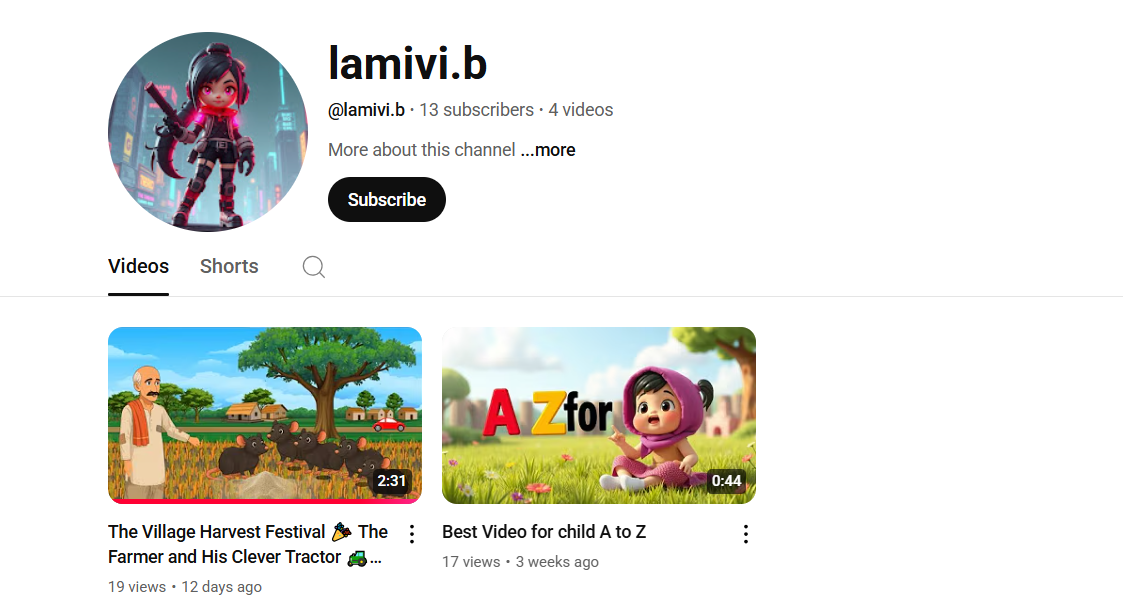 lamivi.b
@lamivi.b · 13 subscribers · 4 videos
More about this channel ...more
Subscribe
Videos Shorts
2:31
A Z for
0:44
The Village Harvest Festival 🎉 The
Farmer and His Clever Tractor 🚜...
19 views · 12 days ago
Best Video for child A to Z
17 views · 3 weeks ago